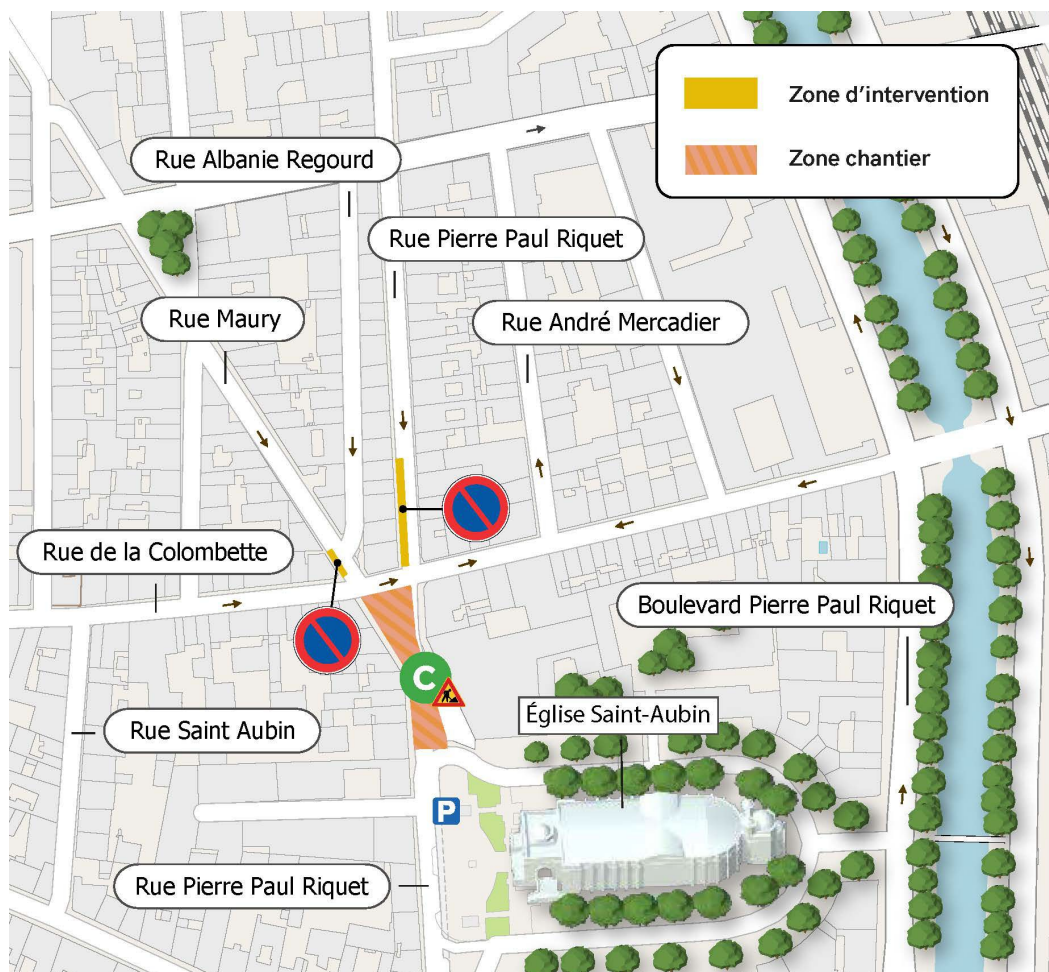 Zone d'intervention
Zone chantier
Rue Albanie Regourd
Rue Pierre Paul Riquet
Rue Maury
Rue André Mercadier
Rue de la Colombette
Boulevard Pierre Paul Riquet
C
Rue Saint Aubin
Église Saint-Aubin
P
Rue Pierre Paul Riquet